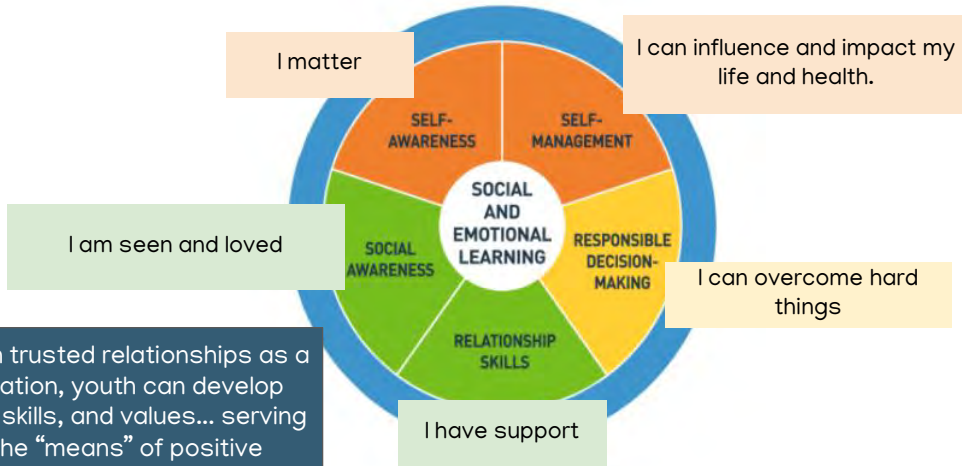 I matter
I can influence and impact my
life and health.
SELF-
AWARENESS
SELF-
MANAGEMENT
SOCIAL
AND
EMOTIONAL
LEARNING
I am seen and loved
SOCIAL
AWARENESS
RESPONSIBLE
DECISION-
MAKING
I can overcome hard
things
RELATIONSHIP
SKILLS
I have support
trusted relationships as a
youth can develop
skills, and values... serving
"means" of positive